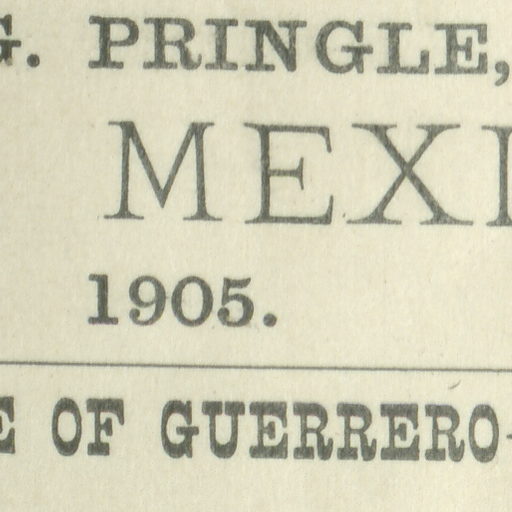 G. PRINGLE,
MEXI
1905.
E OF GUERRERO-